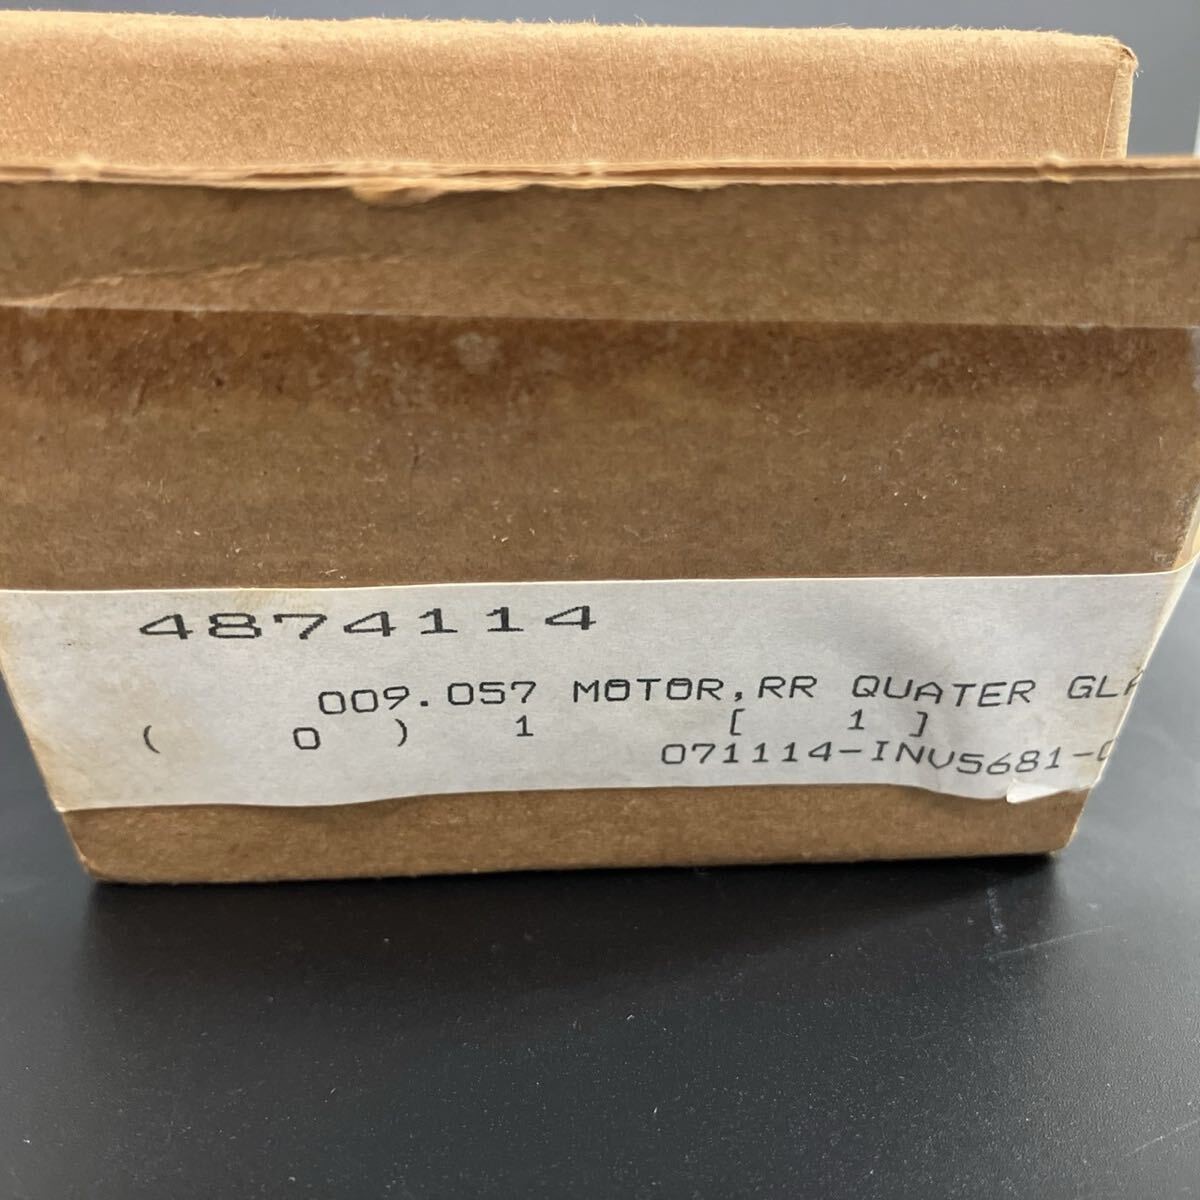 4874114
009.057 MOTOR,RR QUATER GLA
( 0 ) 1 [ 1 ]
071114-INV5681-